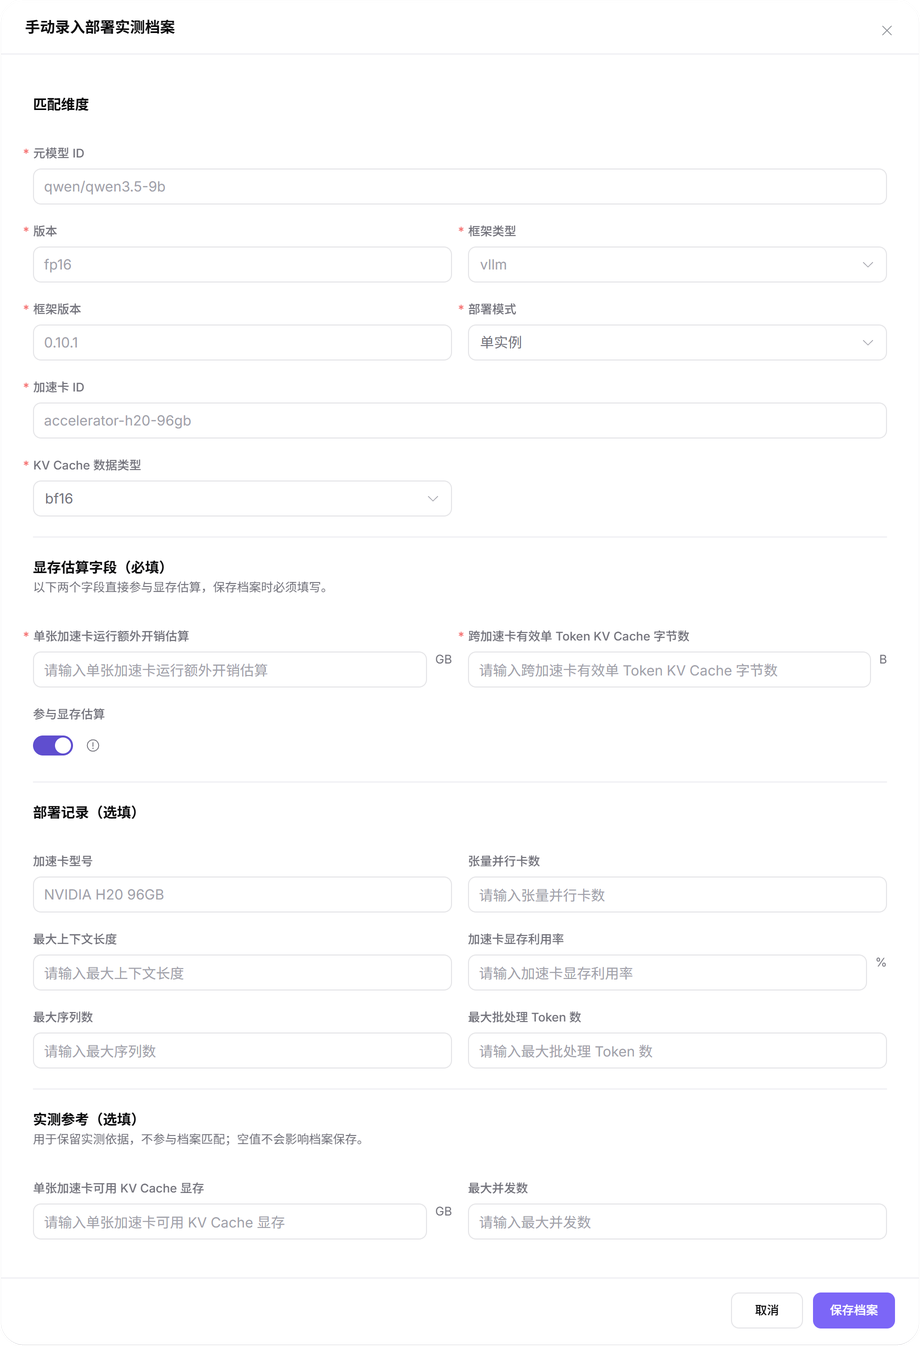 手动录入部署实测档案
匹配维度
* 元模型 ID
qwen/qwen3.5-9b
* 版本
* 框架类型
fp16
vllm
* 框架版本
* 部署模式
0.10.1
单实例
* 加速卡 ID
accelerator-h20-96gb
* KV Cache 数据类型
bf16
显存估算字段（必填）
以下两个字段直接参与显存估算，保存档案时必须填写。
* 单张加速卡运行额外开销估算
* 跨加速卡有效单 Token KV Cache 字节数
请输入单张加速卡运行额外开销估算 GB
请输入跨加速卡有效单 Token KV Cache 字节数 B
参与显存估算
部署记录（选填）
加速卡型号
张量并行卡数
NVIDIA H20 96GB
请输入张量并行卡数
最大上下文长度
加速卡显存利用率
请输入最大上下文长度
请输入加速卡显存利用率 %
最大序列数
最大批处理 Token 数
请输入最大序列数
请输入最大批处理 Token 数
实测参考（选填）
用于保留实测依据，不参与档案匹配；空值不会影响档案保存。
单张加速卡可用 KV Cache 显存
最大并发数
请输入单张加速卡可用 KV Cache 显存 GB
请输入最大并发数
取消
保存档案